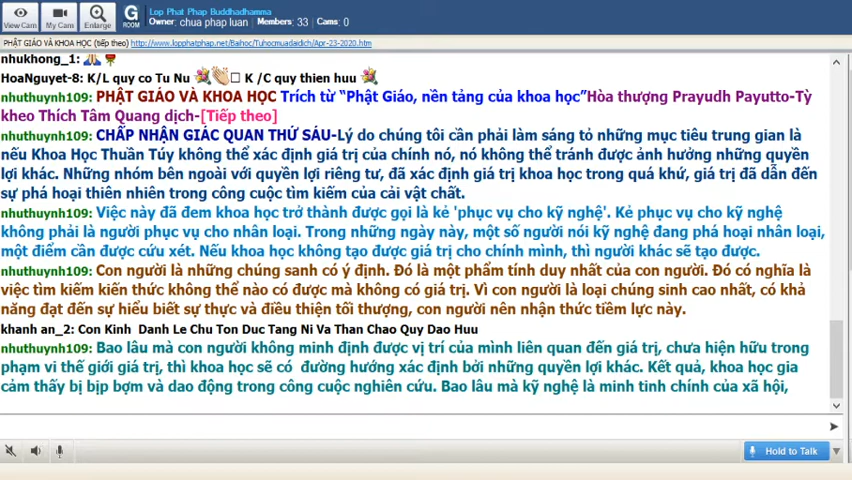 View Cam
My Cam
Enlarge
G
ROOM
Lop Phat Phap Buddhadhamma
Owner: chua phap luan  Members: 33  Cams: 0
PHẬT GIÁO VÀ KHOA HỌC (tiếp theo) http://www.lopphatphap.net/Baihoc/Tuhocmuadaidich/Apr-23-2020.htm
nhukhong_1: 🙏🌹
HoaNguyet-8: K/L quy co Tu Nu 💐👏□ K /C quy thien huu 💐
nhuthuynh109: PHẬT GIÁO VÀ KHOA HỌC Trích từ “Phật Giáo, nền tảng của khoa học”Hòa thượng Prayudh Payutto-Tỳ
kheo Thích Tâm Quang dịch-[Tiếp theo]
nhuthuynh109: CHẤP NHẬN GIÁC QUAN THỨ SÁU-Lý do chúng tôi cần phải làm sáng tỏ những mục tiêu trung gian là
nếu Khoa Học Thuần Túy không thể xác định giá trị của chính nó, nó không thể tránh được ảnh hưởng những quyền
lợi khác. Những nhóm bên ngoài với quyền lợi riêng tư, đã xác định giá trị khoa học trong quá khứ, giá trị đã dẫn đến
sự phá hoại thiên nhiên trong công cuộc tìm kiếm của cải vật chất.
nhuthuynh109: Việc này đã đem khoa học trở thành được gọi là kẻ 'phục vụ cho kỹ nghệ'. Kẻ phục vụ cho kỹ nghệ
không phải là người phục vụ cho nhân loại. Trong những ngày này, một số người nói kỹ nghệ đang phá hoại nhân loại,
một điểm cần được cứu xét. Nếu khoa học không tạo được giá trị cho chính mình, thì người khác sẽ tạo được.
nhuthuynh109: Con người là những chúng sanh có ý định. Đó là một phẩm tính duy nhất của con người. Đó có nghĩa là
việc tìm kiếm kiến thức không thể nào có được mà không có giá trị. Vì con người là loại chúng sinh cao nhất, có khả
năng đạt đến sự hiểu biết sự thực và điều thiện tối thượng, con người nên nhận thức tiềm lực này.
khanh an_2: Con Kinh  Danh Le Chu Ton Duc Tang Ni Va Than Chao Quy Dao Huu
nhuthuynh109: Bao lâu mà con người không minh định được vị trí của mình liên quan đến giá trị, chưa hiện hữu trong
phạm vi thế giới giá trị, thì khoa học sẽ có  đường hướng xác định bởi những quyền lợi khác. Kết quả, khoa học gia
cảm thấy bị bịp bợm và dao động trong công cuộc nghiên cứu. Bao lâu mà kỹ nghệ là minh tinh chính của xã hội,
Hold to Talk